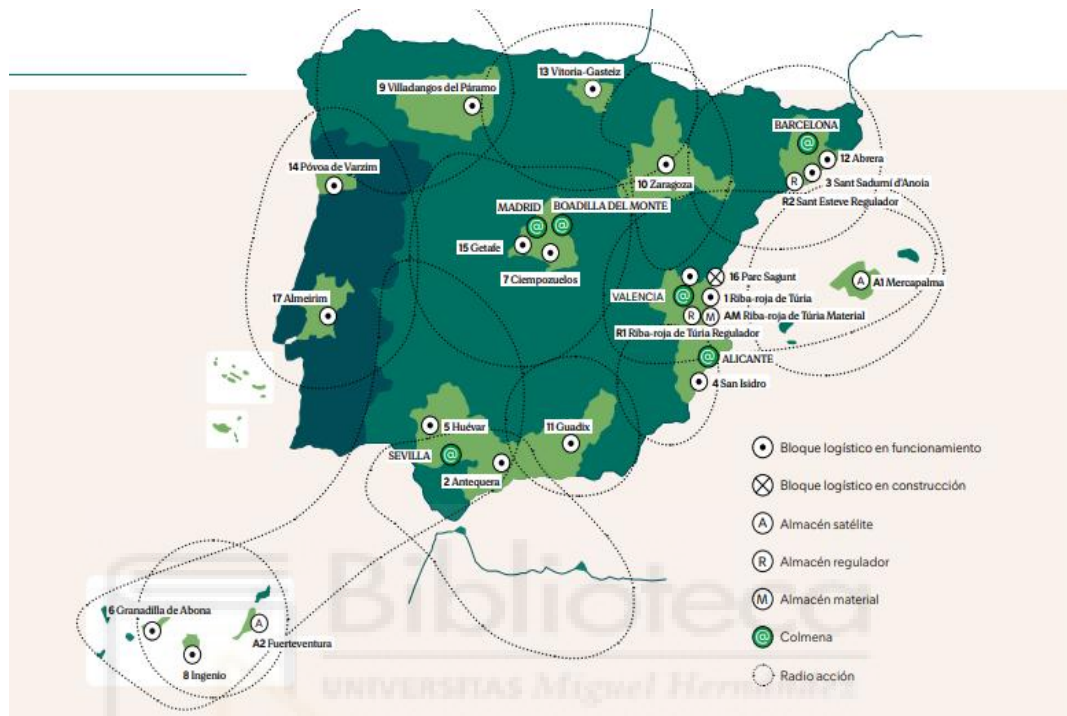 13 Vitoria-Gasteiz
9 Villadangos del Páramo
BARCELONA
@
12 Abrera
14 Póvoa de Varzim
10 Zaragoza
R
3 Sant Sadurní d'Anoia
R2 Sant Esteve Regulador
MADRID
BOADILLA DEL MONTE
@
@
15 Getafe
7 Ciempozuelos
16 Parc Sagunt
A
A1 Mercapalma
17 Almeirim
VALENCIA
@
1 Riba-roja de Túria
R
M
AM Riba-roja de Túria Material
R1 Riba-roja de Túria Regulador
@
ALICANTE
4 San Isidro
5 Huévar
11 Guadix
SEVILLA
@
2 Antequera
Bloque logístico en funcionamiento
Bloque logístico en construcción
A Almacén satélite
R Almacén regulador
M Almacén material
@ Colmena
Radio acción
6 Granadilla de Abona
A
A2 Fuerteventura
8 Ingenio
Biblioteca
UNIVERSITAS Miguel Hernández